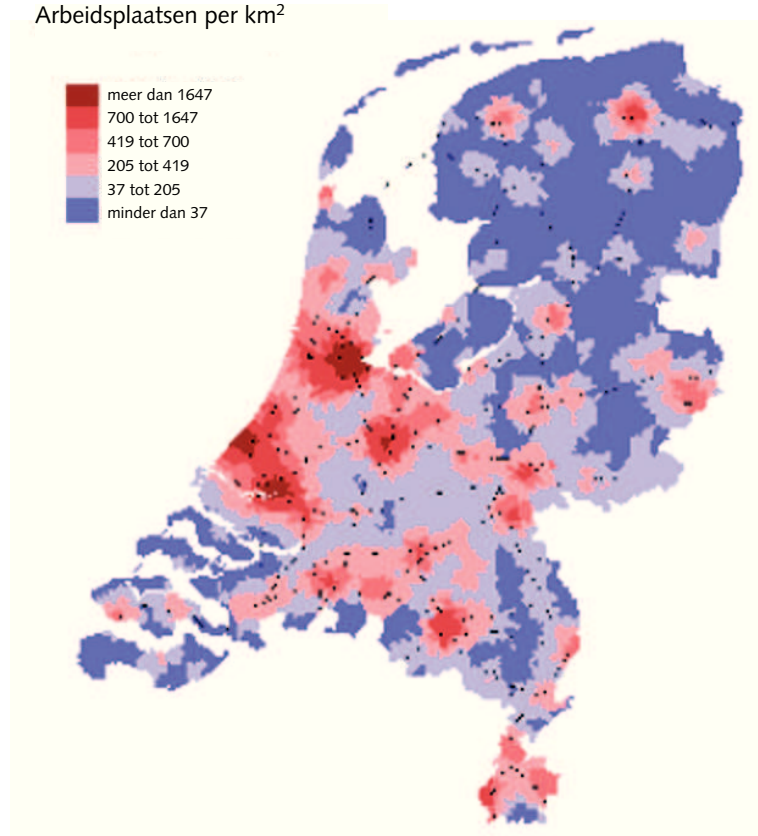 Arbeidsplaatsen per km²
meer dan 1647
700 tot 1647
419 tot 700
205 tot 419
37 tot 205
minder dan 37